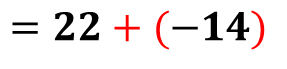 = 22 + (−14)